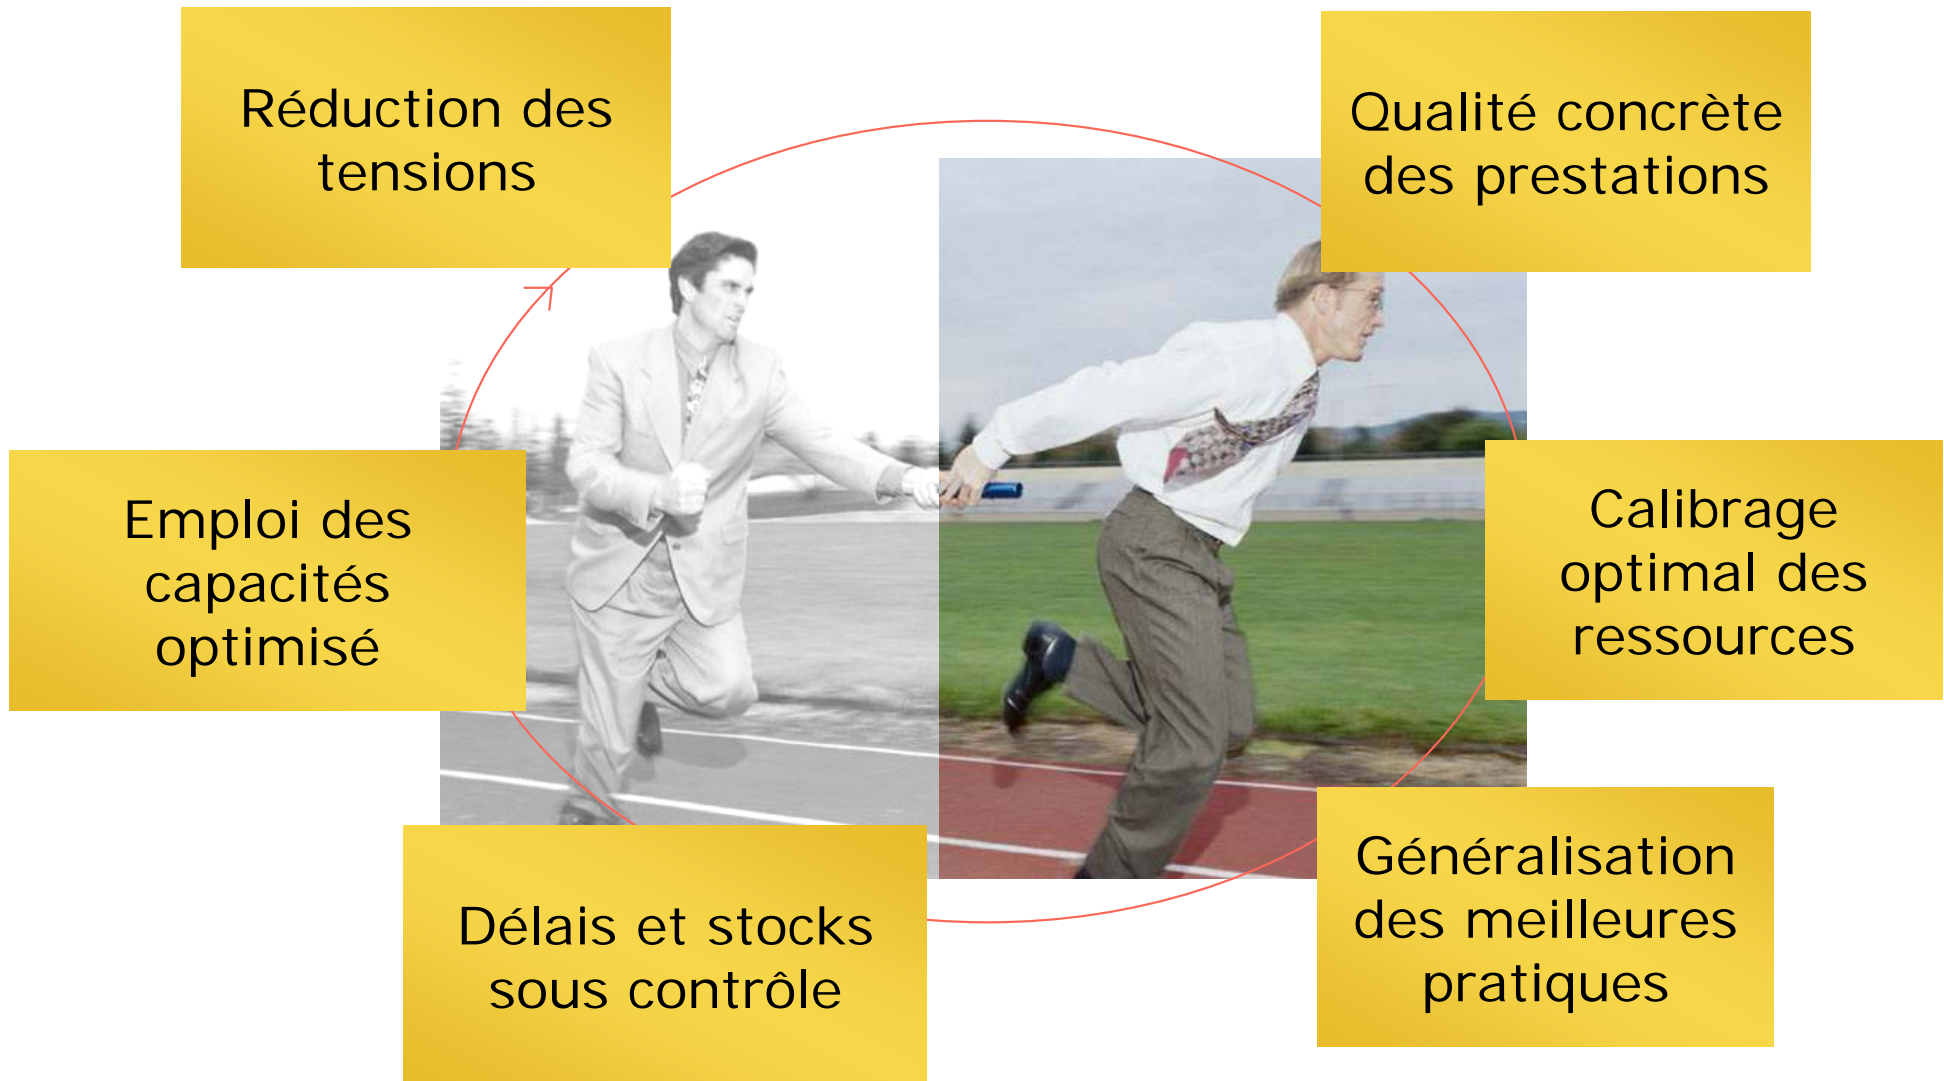 Réduction des
tensions
Qualité concrète
des prestations
Emploi des
capacités
optimisé
Calibrage
optimal des
ressources
Délais et stocks
sous contrôle
Généralisation
des meilleures
pratiques